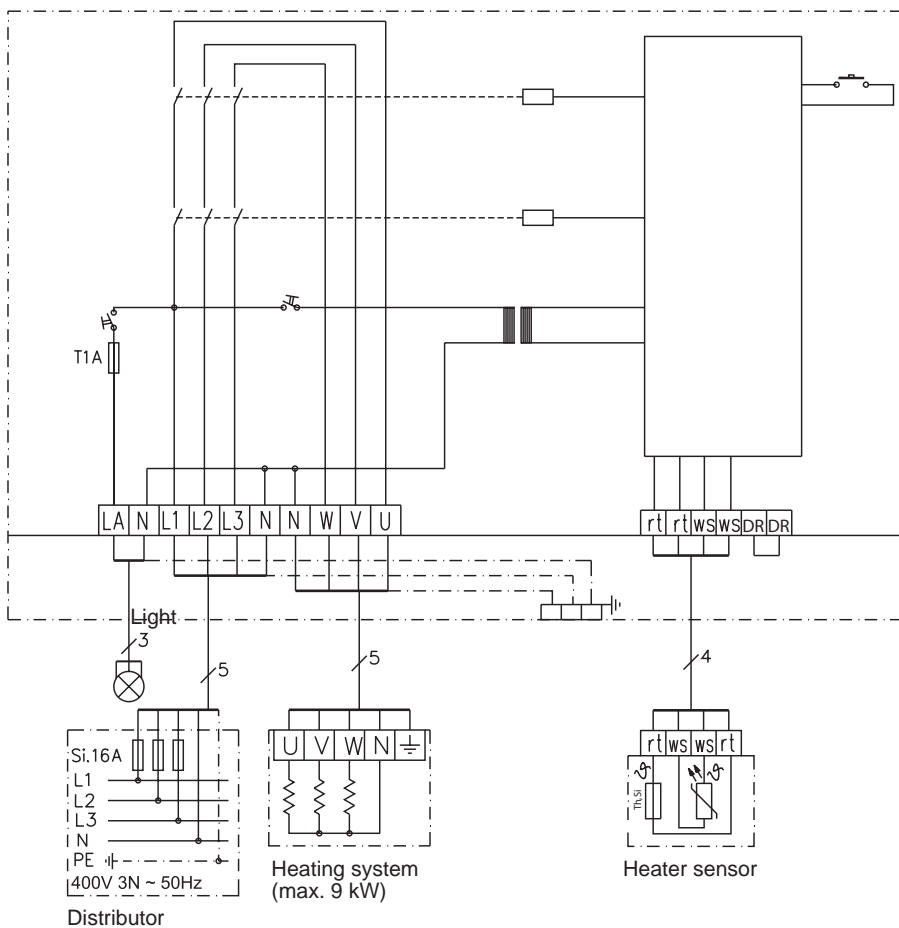 T1A
LA N L1 L2 L3 N N W V U
rt rt ws ws DR DR
Light
3
5
5
4
Si.16A
L1
L2
L3
N
PE
400V 3N ~ 50Hz
Distributor
U V W N
Heating system
(max. 9 kW)
rt ws ws rt
Th,Si
ϑ
ϑ
Heater sensor